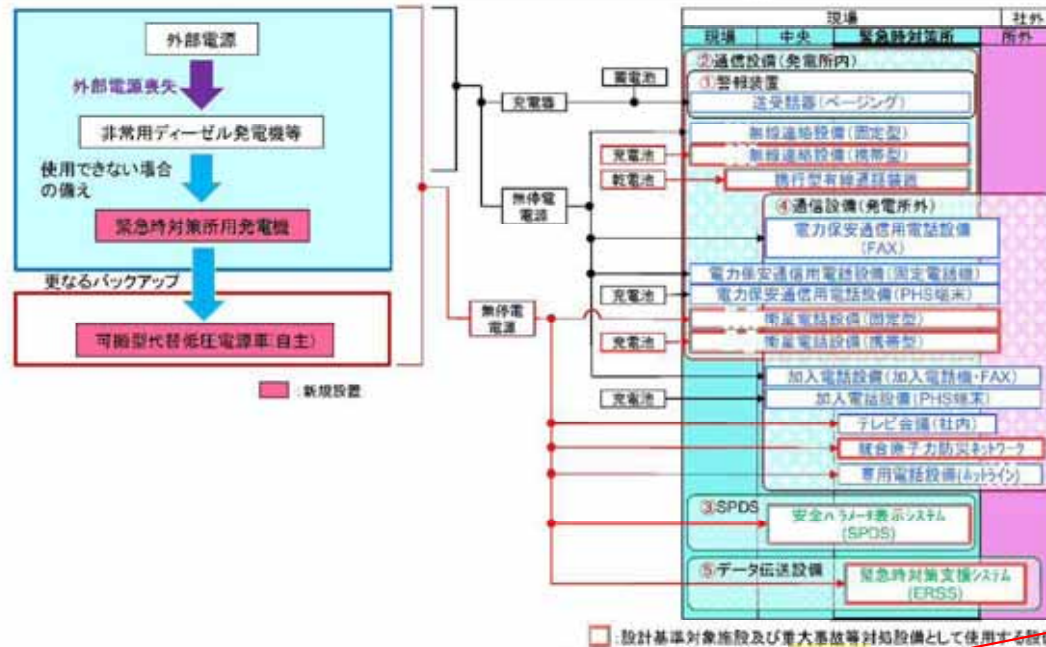 外部電源
外部電源喪失
非常用ディーゼル発電機等
使用できない場合
の備え
緊急時対策所用発電機
更なるバックアップ
可搬型代替低圧電源車(自主)
:新規設置
充電器
蓄電池
充電池
乾電池
無停電
電源
充電池
無停電
電源
充電池
充電池
現場
社外
現場
中央
緊急時対策所
所外
②通信設備(発電所内)
①警報装置
送受話器(ページング)
無線連絡設備(固定型)
無線連絡設備(携帯型)
携行型有線通話装置
④通信設備(発電所外)
電力保安通信用電話設備
(FAX)
電力保安通信用電話設備(固定電話機)
電力保安通信用電話設備(PHS端末)
衛星電話設備(固定型)
衛星電話設備(携帯型)
加入電話設備(加入電話機・FAX)
加入電話設備(PHS端末)
テレビ会議(社内)
統合原子力防災ネットワーク
専用電話設備(ホットライン)
③SPDS
安全パラメータ表示システム
(SPDS)
⑤データ伝送設備
緊急時対策支援システム
(ERSS)
:設計基準対象施設及び重大事故等対処設備として使用する設